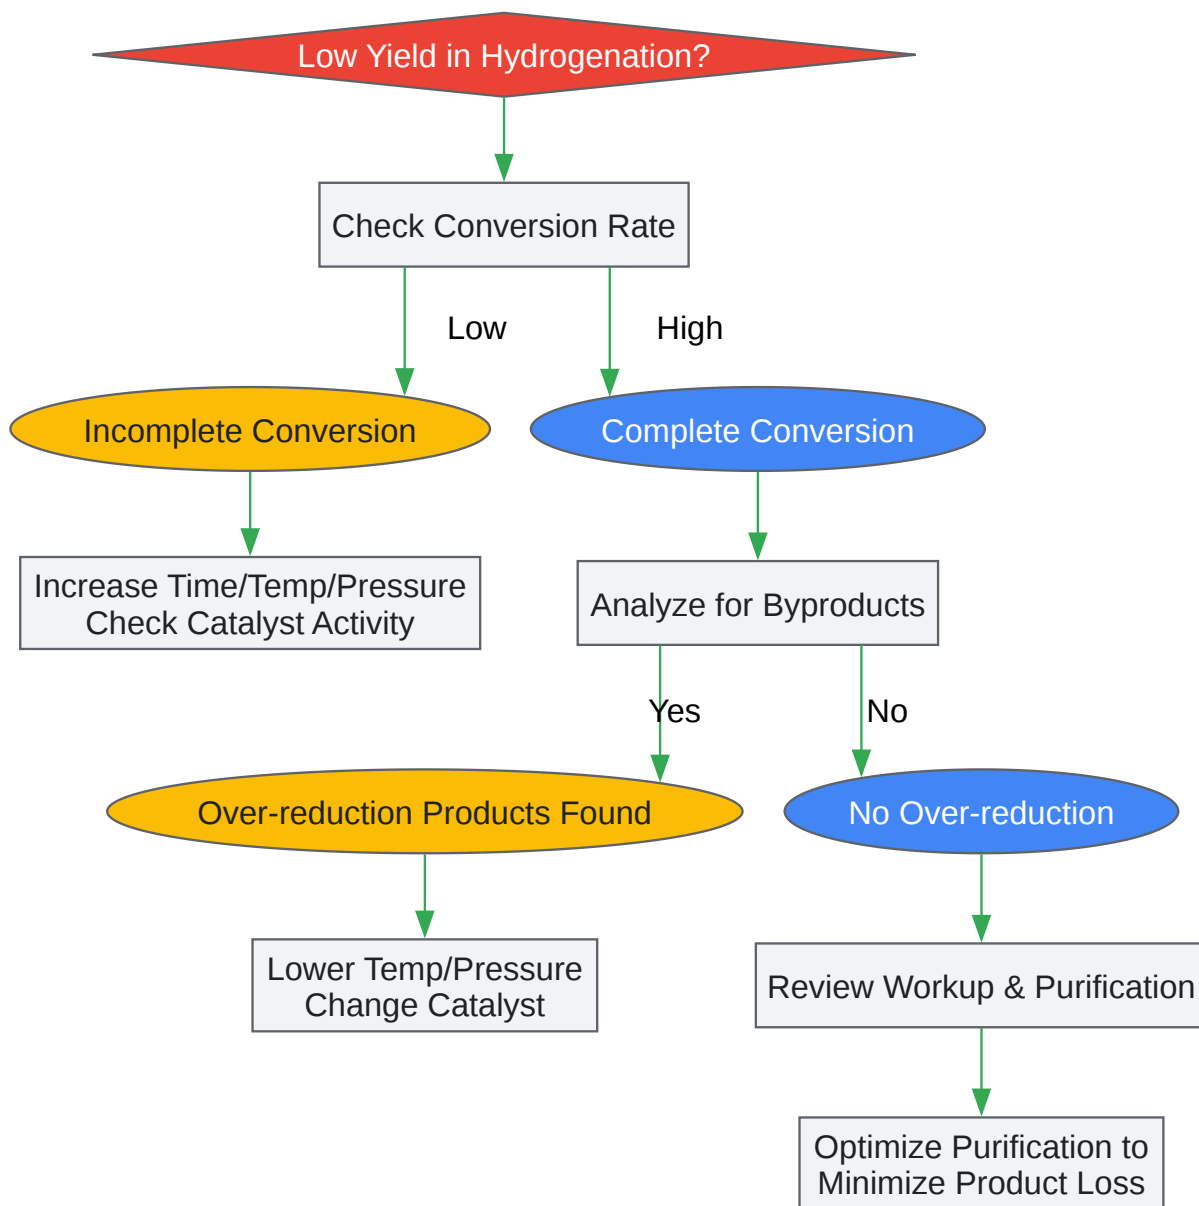 Low Yield in Hydrogenation?
Check Conversion Rate
Low
High
Incomplete Conversion
Complete Conversion
Increase Time/Temp/Pressure
Check Catalyst Activity
Analyze for Byproducts
Yes
No
Over-reduction Products Found
No Over-reduction
Lower Temp/Pressure
Change Catalyst
Review Workup & Purification
Optimize Purification to
Minimize Product Loss